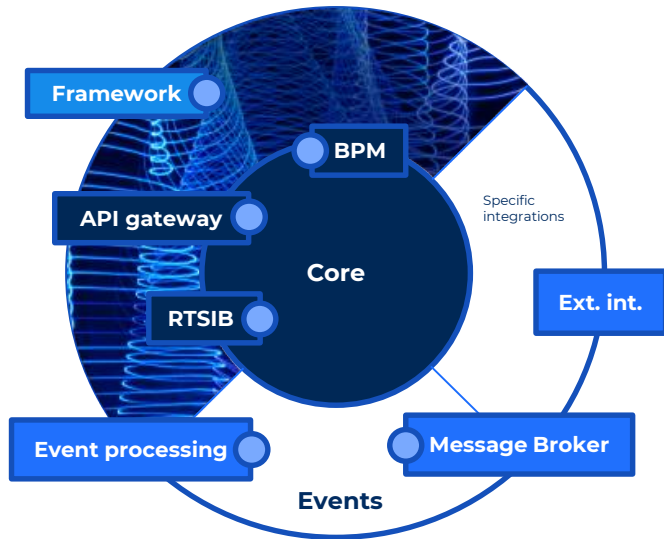 Framework
BPM
API gateway
Specific
integrations
Core
Ext. int.
RTSIB
Event processing
Message Broker
Events